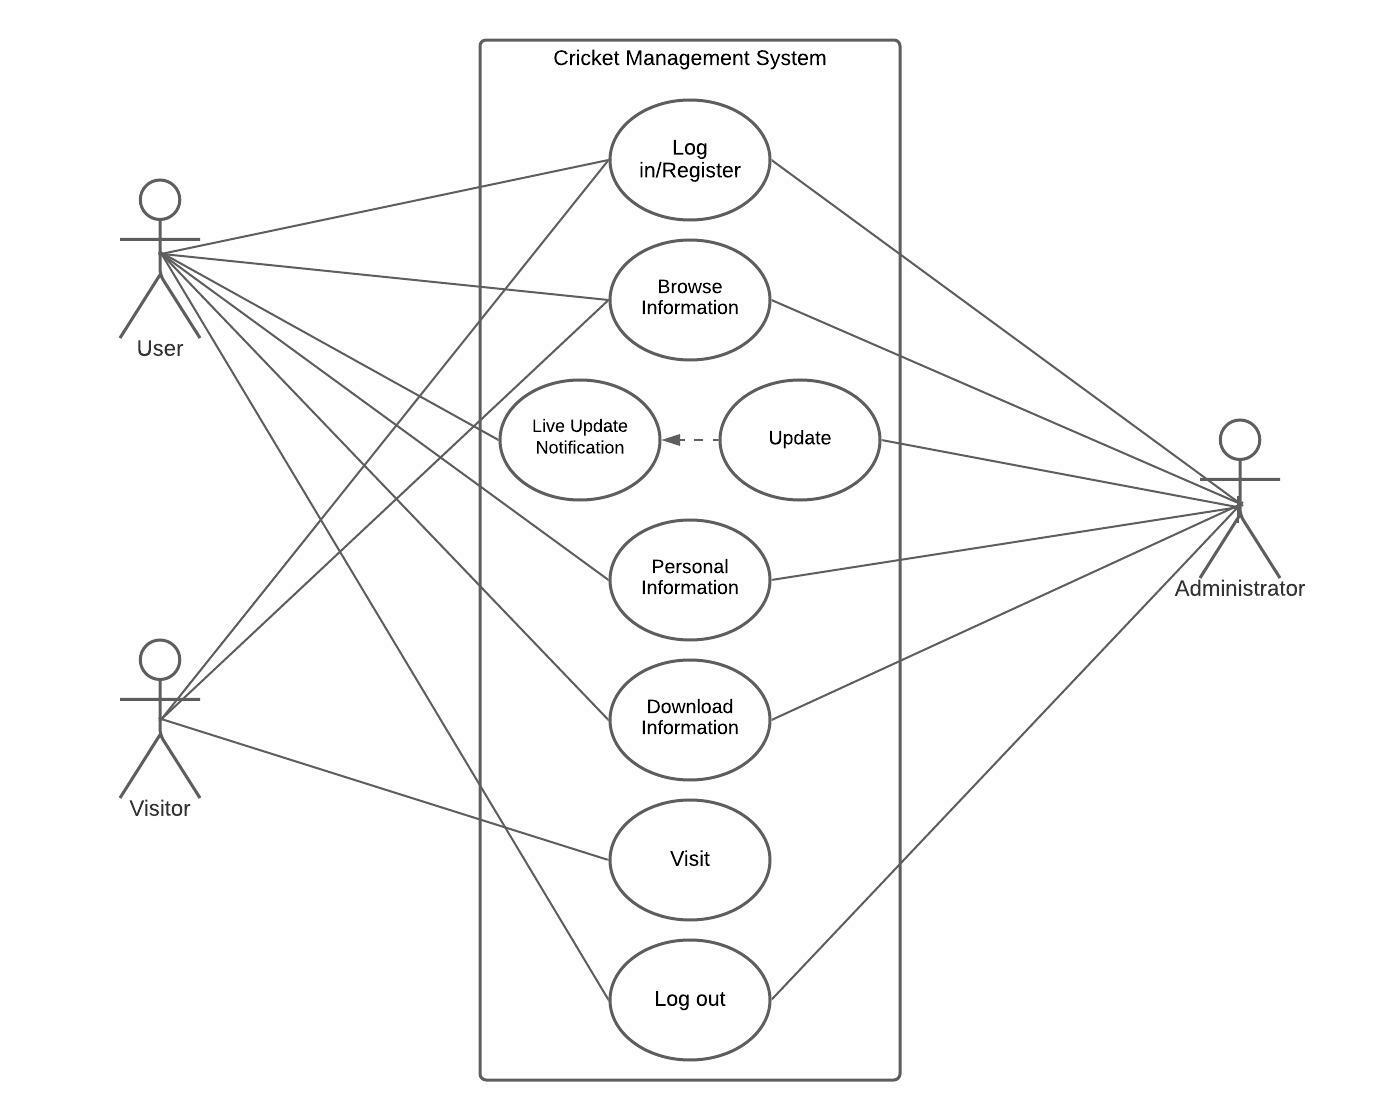 Cricket Management System
Log
in/Register
Browse
Information
User
Live Update
Notification
Update
Personal
Information
Administrator
Download
Information
Visitor
Visit
Log out